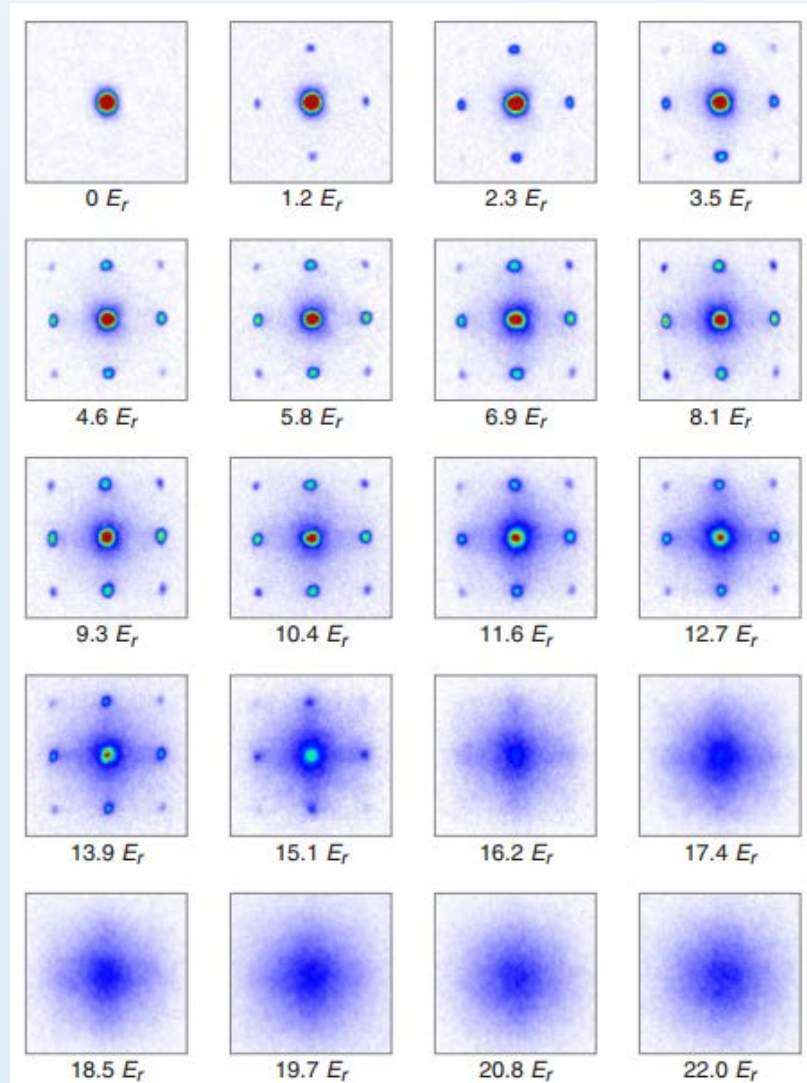 0 Er 1.2 Er 2.3 Er 3.5 Er
4.6 Er 5.8 Er 6.9 Er 8.1 Er
9.3 Er 10.4 Er 11.6 Er 12.7 Er
13.9 Er 15.1 Er 16.2 Er 17.4 Er
18.5 Er 19.7 Er 20.8 Er 22.0 Er